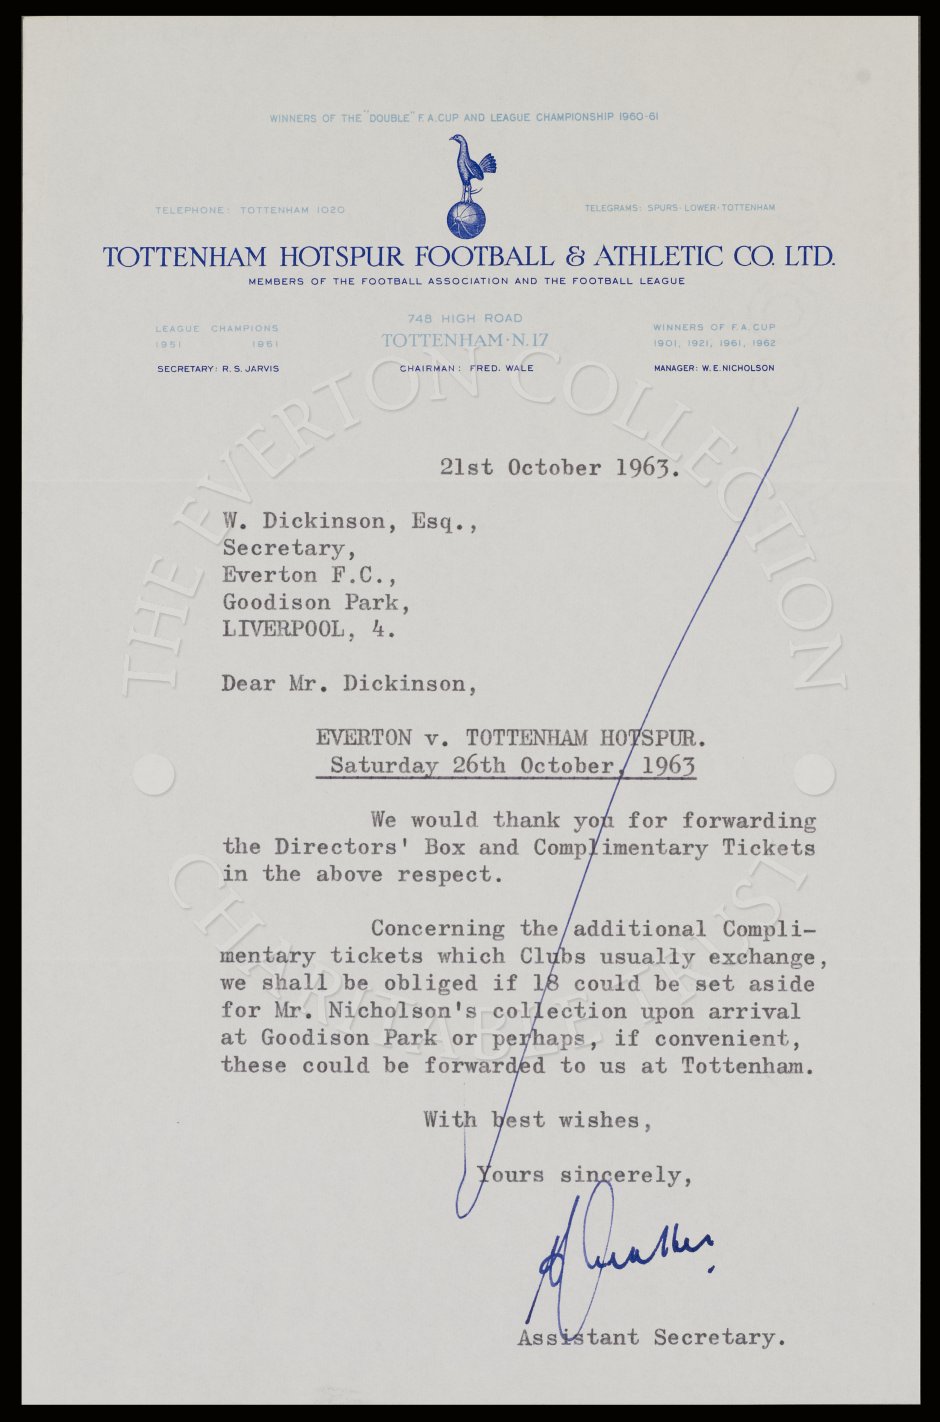 WINNERS OF THE "DOUBLE" F.A.CUP AND LEAGUE CHAMPIONSHIP 1960-61
TELEPHONE: TOTTENHAM 1020
TELEGRAMS: SPURS·LOWER·TOTTENHAM
TOTTENHAM HOTSPUR FOOTBALL & ATHLETIC CO. LTD.
MEMBERS OF THE FOOTBALL ASSOCIATION AND THE FOOTBALL LEAGUE
748 HIGH ROAD
TOTTENHAM·N.17
LEAGUE CHAMPIONS
1951 1961
WINNERS OF F.A.CUP
1901, 1921, 1961, 1962
SECRETARY: R.S. JARVIS
CHAIRMAN: FRED. WALE
MANAGER: W.E. NICHOLSON
THE EVERTON COLLECTION
CHARITABLE TRUST
21st October 1963.
W. Dickinson, Esq.,
Secretary,
Everton F.C.,
Goodison Park,
LIVERPOOL, 4.
Dear Mr. Dickinson,
EVERTON v. TOTTENHAM HOTSPUR.
Saturday 26th October, 1963
We would thank you for forwarding
the Directors' Box and Complimentary Tickets
in the above respect.
Concerning the additional Compli-
mentary tickets which Clubs usually exchange,
we shall be obliged if 18 could be set aside
for Mr. Nicholson's collection upon arrival
at Goodison Park or perhaps, if convenient,
these could be forwarded to us at Tottenham.
With best wishes,
Yours sincerely,
Assistant Secretary.